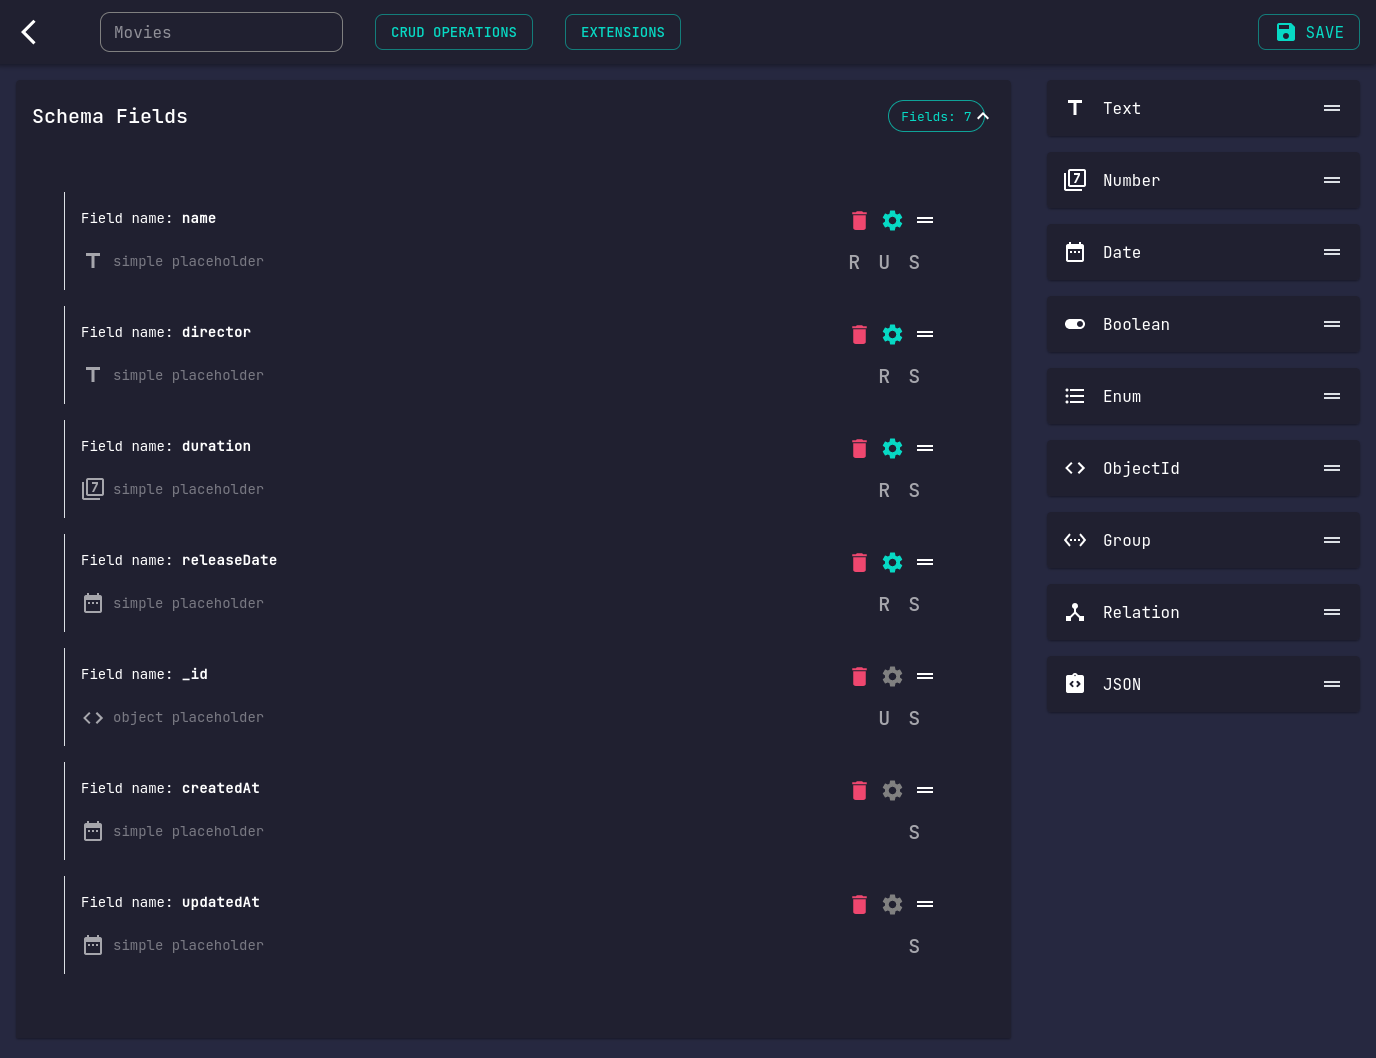 Movies
CRUD OPERATIONS
EXTENSIONS
SAVE
Schema Fields
Fields: 7
Field name: name
simple placeholder
R U S
Field name: director
simple placeholder
R S
Field name: duration
7
simple placeholder
R S
Field name: releaseDate
simple placeholder
R S
Field name: _id
object placeholder
U S
Field name: createdAt
simple placeholder
S
Field name: updatedAt
simple placeholder
S
Text
7
Number
Date
Boolean
Enum
ObjectId
Group
Relation
JSON